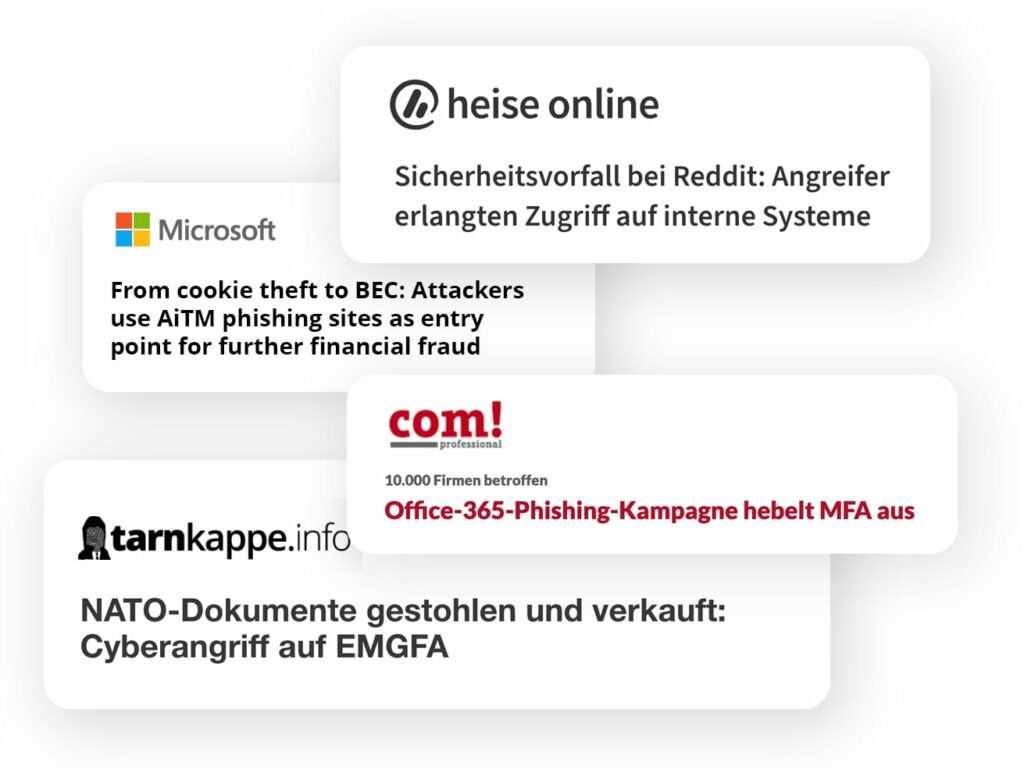 heise online
Sicherheitsvorfall bei Reddit: Angreifer
erlangten Zugriff auf interne Systeme
Microsoft
From cookie theft to BEC: Attackers
use AiTM phishing sites as entry
point for further financial fraud
com!
professional
10.000 Firmen betroffen
Office-365-Phishing-Kampagne hebelt MFA aus
tarnkappe.info
NATO-Dokumente gestohlen und verkauft:
Cyberangriff auf EMGFA